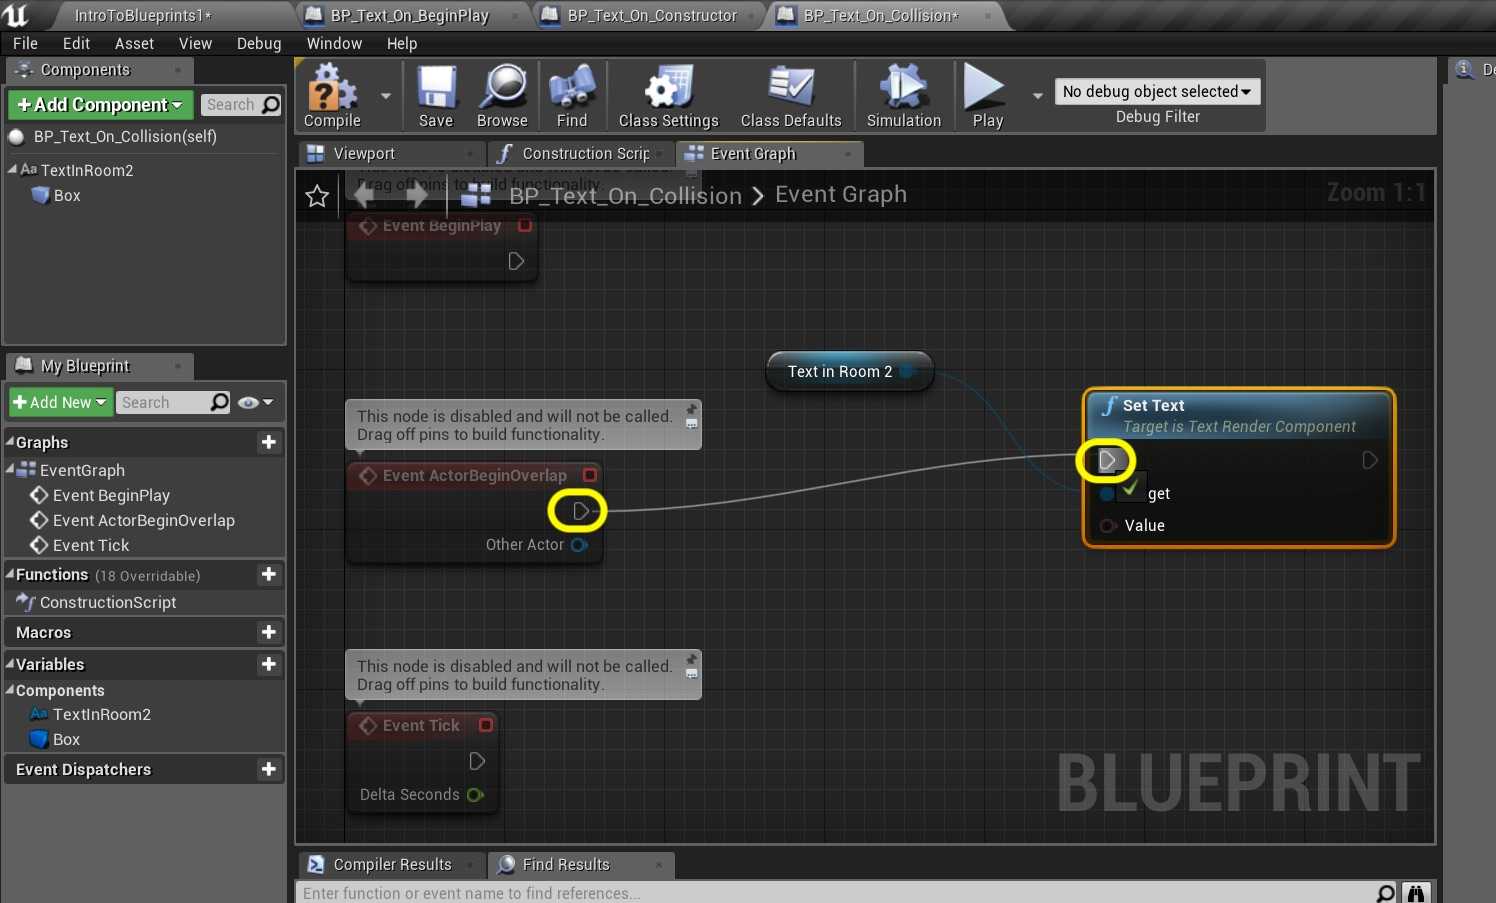 IntroToBlueprints1*
BP_Text_On_BeginPlay
BP_Text_On_Constructor
BP_Text_On_Collision*
File Edit Asset View Debug Window Help
Components
Add Component
Search
BP_Text_On_Collision(self)
Aa TextInRoom2
Box
Compile
Save
Browse
Find
Class Settings
Class Defaults
Simulation
Play
No debug object selected
Debug Filter
Viewport
Construction Scrip
Event Graph
Drag off pins to build functionality.
BP_Text_On_Collision > Event Graph
Zoom 1:1
Event BeginPlay
Text in Room 2
This node is disabled and will not be called.
Drag off pins to build functionality.
Event ActorBeginOverlap
Other Actor
f Set Text
Target is Text Render Component
get
Value
This node is disabled and will not be called.
Drag off pins to build functionality.
Event Tick
Delta Seconds
BLUEPRINT
My Blueprint
Add New
Search
Graphs
EventGraph
Event BeginPlay
Event ActorBeginOverlap
Event Tick
Functions (18 Overridable)
ConstructionScript
Macros
Variables
Components
Aa TextInRoom2
Box
Event Dispatchers
Compiler Results
Find Results
Enter function or event name to find references...